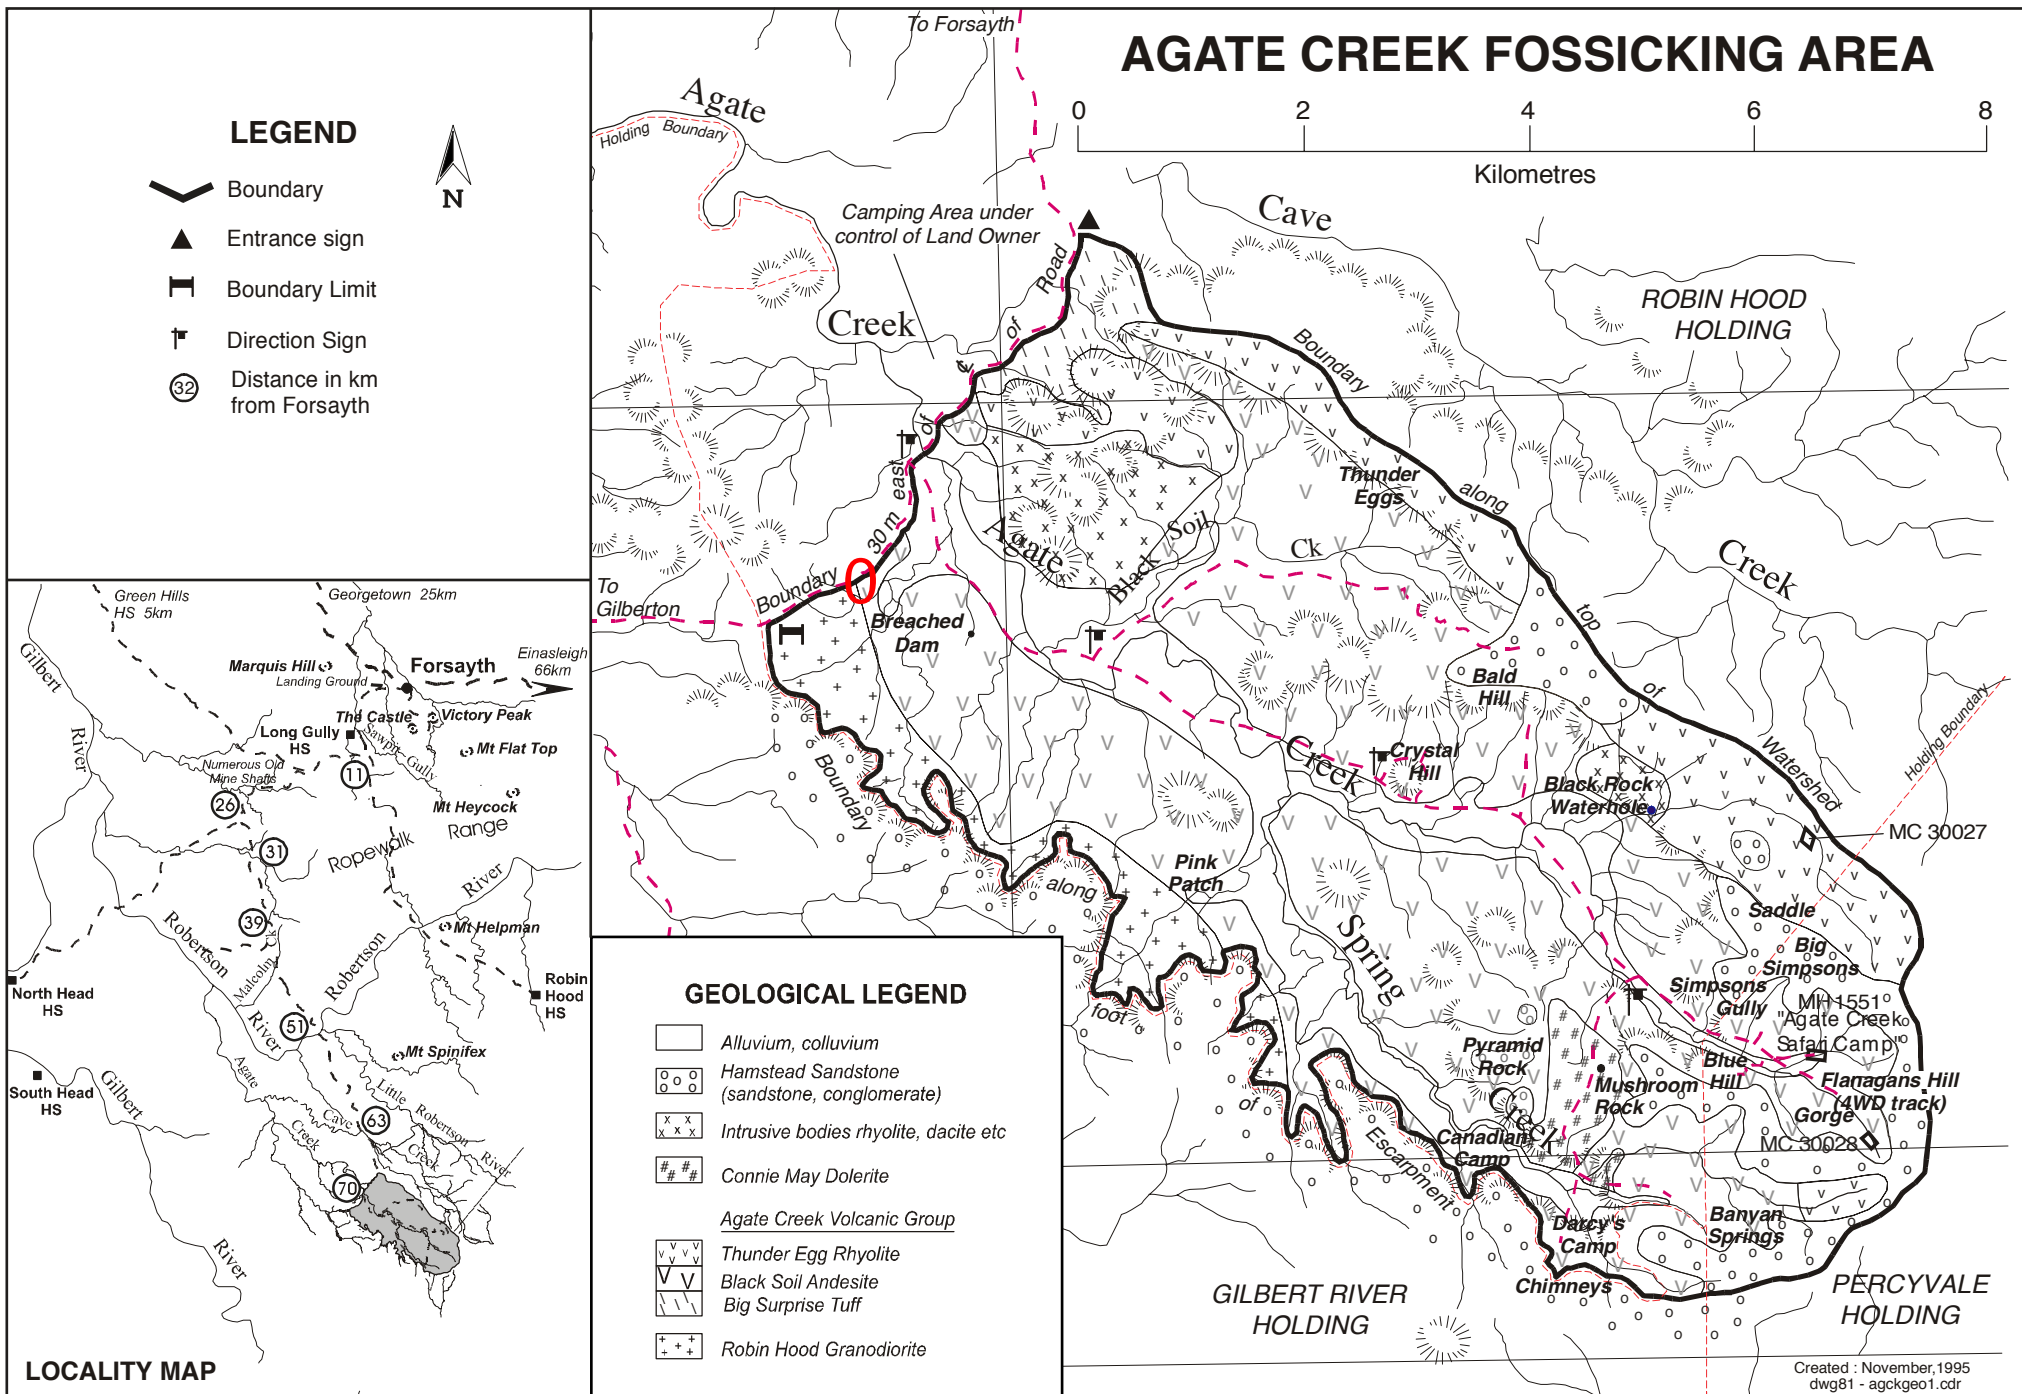 AGATE CREEK FOSSICKING AREA
0 2 4 6 8
Kilometres
LEGEND
N
Boundary
Entrance sign
Boundary Limit
Direction Sign
32
Distance in km
from Forsayth
To Forsayth
Agate
Holding Boundary
Camping Area under
control of Land Owner
Creek
Cave
Creek
ROBIN HOOD
HOLDING
Boundary 30 m east of ₵ of Road
Boundary along top of Watershed
Holding Boundary
Thunder
Eggs
Agate
Creek
Black Soil
Ck
To
Gilberton
Breached
Dam
Bald
Hill
Crystal
Hill
Black Rock
Waterhole
MC 30027
Pink
Patch
Spring
Creek
Saddle
Big
Simpsons
Simpsons
Gully
MH 1551
"Agate Creek
Safari Camp"
Pyramid
Rock
Mushroom
Rock
Blue
Hill
Flanagans Hill
(4WD track)
Gorge
MC 30028
Canadian
Camp
Darcy's
Camp
Banyan
Springs
Chimneys
Boundary along foot of Escarpment
GILBERT RIVER
HOLDING
PERCYVALE
HOLDING
Created : November,1995
dwg81 - agckgeo1.cdr
GEOLOGICAL LEGEND
Alluvium, colluvium
Hamstead Sandstone
(sandstone, conglomerate)
Intrusive bodies rhyolite, dacite etc
Connie May Dolerite
Agate Creek Volcanic Group
Thunder Egg Rhyolite
Black Soil Andesite
Big Surprise Tuff
Robin Hood Granodiorite
Green Hills
HS 5km
Georgetown 25km
Gilbert
River
Marquis Hill
Landing Ground
Forsayth
Einasleigh
66km
The Castle
Victory Peak
Long Gully
HS
Sawpit
Gully
Mt Flat Top
Numerous Old
Mine Shafts
11
26
Mt Heycock
Range
Ropewalk
31
River
39
Robertson
River
Malcolm Ck
Robertson
Mt Helpman
North Head
HS
Robin
Hood
HS
51
Mt Spinifex
South Head
HS
Gilbert
River
Agate
Creek
Cave
Creek
Little
Robertson
River
63
70
LOCALITY MAP